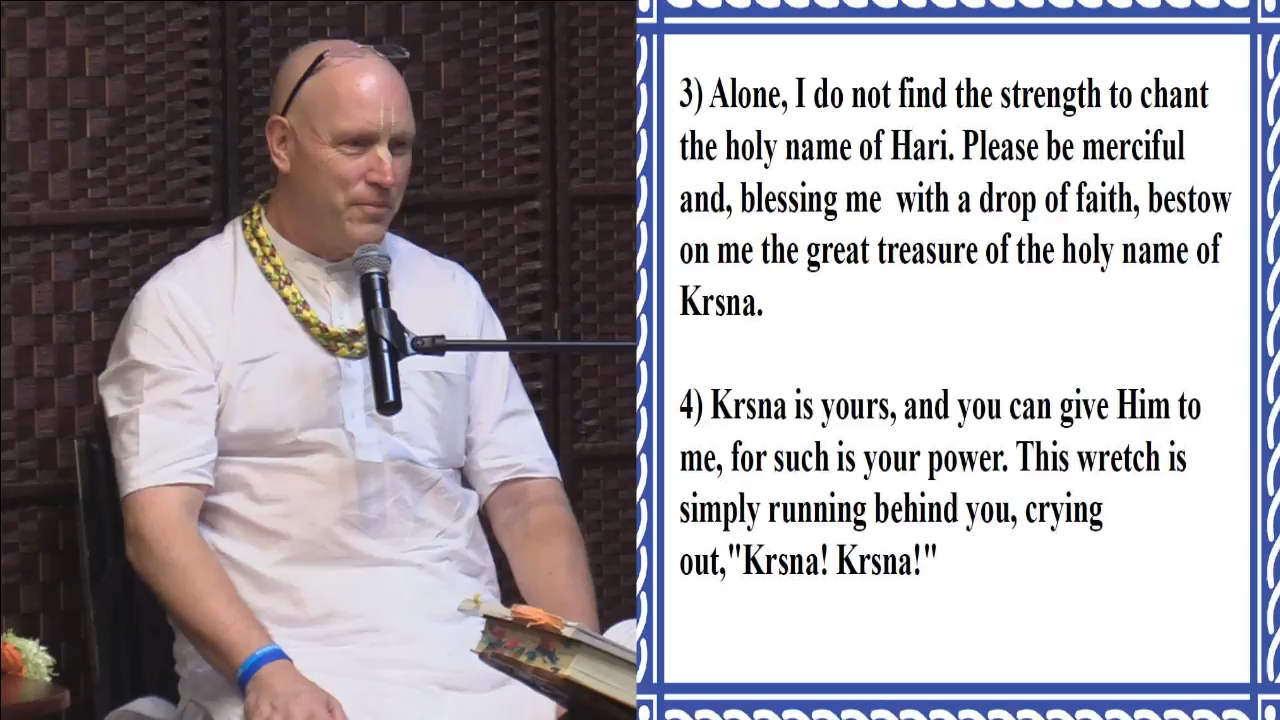 3) Alone, I do not find the strength to chant
the holy name of Hari. Please be merciful
and, blessing me  with a drop of faith, bestow
on me the great treasure of the holy name of
Krsna.
4) Krsna is yours, and you can give Him to
me, for such is your power. This wretch is
simply running behind you, crying
out,"Krsna! Krsna!"